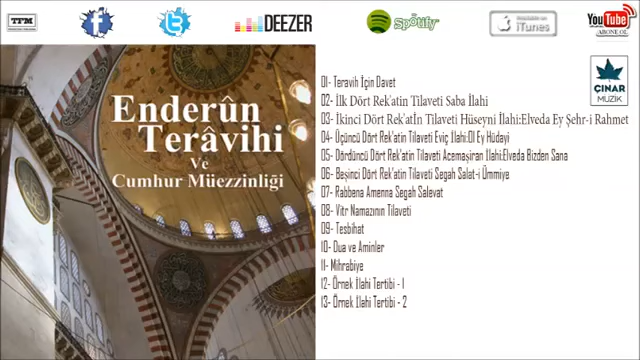 TFM
DEEZER
Spotify
Available on
iTunes
YouTube
ABONE OL
ÇINAR
MÜZİK
Enderûn
Terâvihi
Ve
Cumhur Müezzinliği
01- Teravih İçin Davet
02- İlk Dört Rek'atin Tilaveti Saba İlahi
03- İkinci Dört Rek'atİn Tilaveti Hüseyni İlahi:Elveda Ey Şehr-i Rahmet
04- Üçüncü Dört Rek'atin Tilaveti Eviç İlahi:Ol Ey Hüdayi
05- Dördüncü Dört Rek'atin Tilaveti Acemaşiran İlahi:Elveda Bizden Sana
06- Beşinci Dört Rek'atin Tilaveti Segah Salat-i Ümmiye
07- Rabbena Amenna Segah Salevat
08- Vitr Namazının Tilaveti
09- Tesbihat
10- Dua ve Aminler
11- Mihrabiye
12- Örnek İlahi Tertibi - 1
13- Örnek İlahi Tertibi - 2